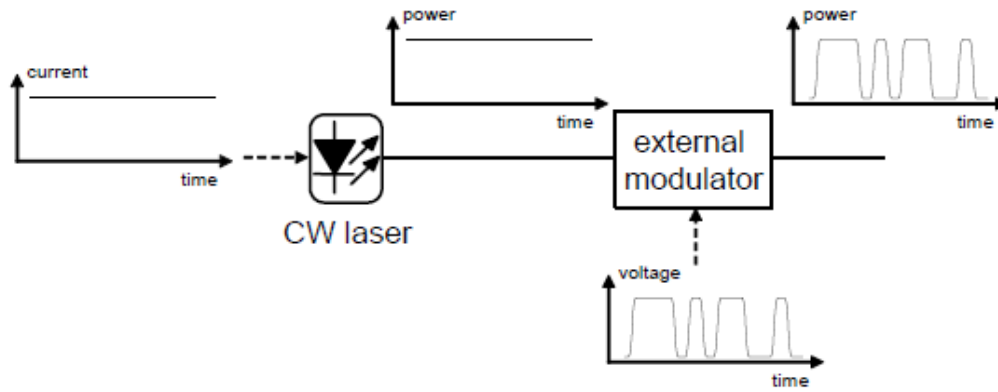 power
power
current
time
time
time
external
modulator
CW laser
voltage
time